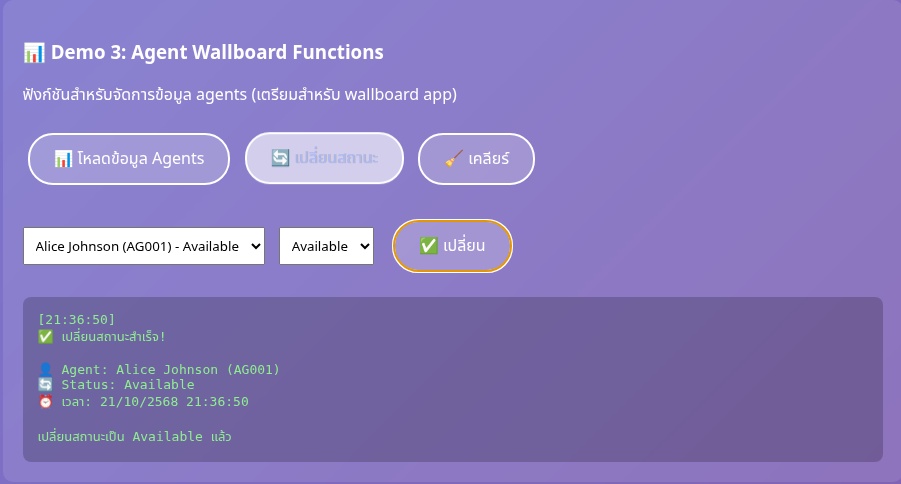 📊 Demo 3: Agent Wallboard Functions
ฟังก์ชันสำหรับจัดการข้อมูล agents (เตรียมสำหรับ wallboard app)
📊 โหลดข้อมูล Agents 🔄 เปลี่ยนสถานะ 🧹 เคลียร์
Alice Johnson (AG001) - Available Available ✅ เปลี่ยน
[21:36:50]
✅ เปลี่ยนสถานะสำเร็จ!
👤 Agent: Alice Johnson (AG001)
🔄 Status: Available
⏰ เวลา: 21/10/2568 21:36:50
เปลี่ยนสถานะเป็น Available แล้ว